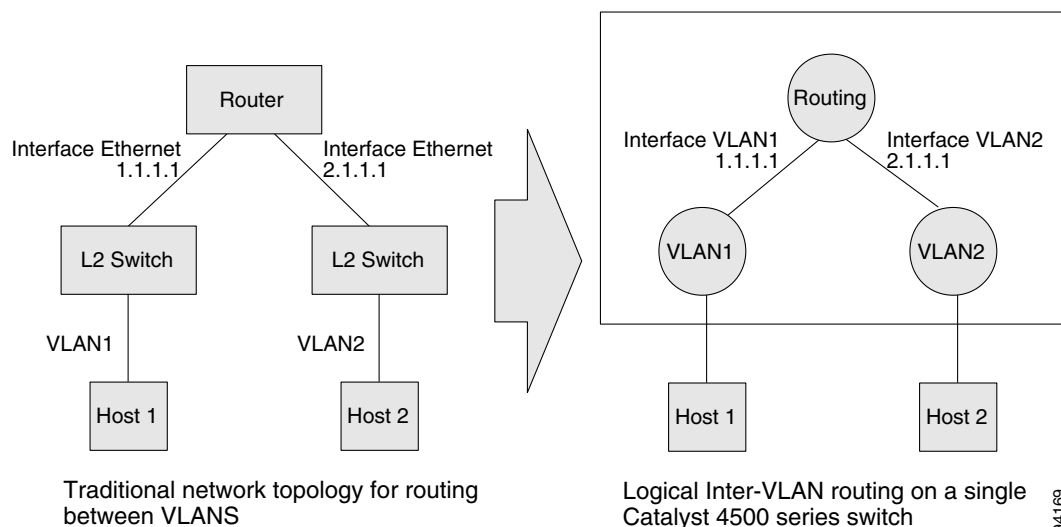 Router
Interface Ethernet
1.1.1.1
Interface Ethernet
2.1.1.1
L2 Switch
L2 Switch
VLAN1
VLAN2
Host 1
Host 2
Traditional network topology for routing
between VLANS
Routing
Interface VLAN1
1.1.1.1
Interface VLAN2
2.1.1.1
VLAN1
VLAN2
Host 1
Host 2
Logical Inter-VLAN routing on a single
Catalyst 4500 series switch